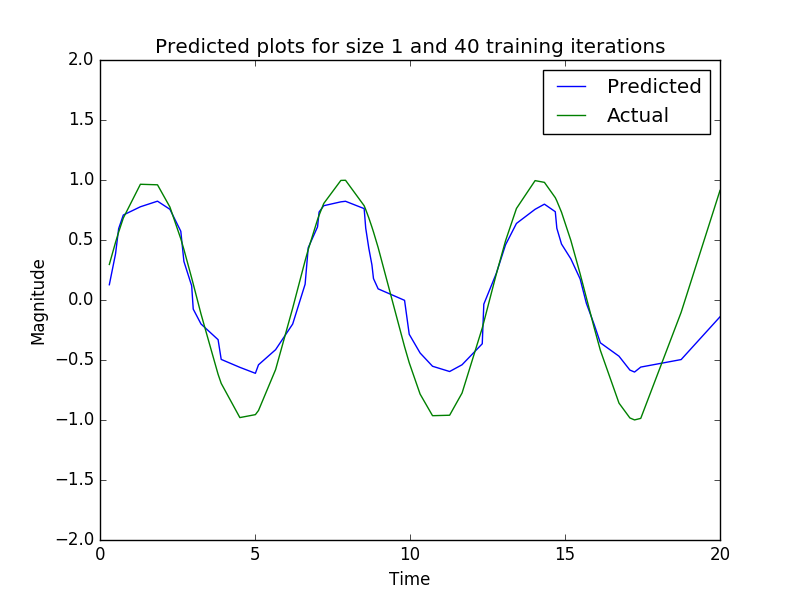 Predicted plots for size 1 and 40 training iterations
Predicted
Actual
2.0
1.5
1.0
0.5
0.0
−0.5
−1.0
−1.5
−2.0
Magnitude
0 5 10 15 20
Time